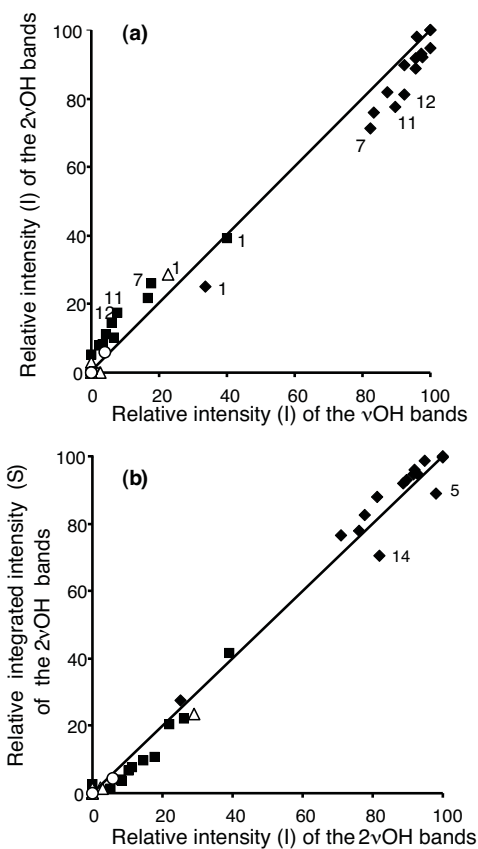 (a)
Relative intensity (I) of the 2νOH bands
100
80
60
40
20
0
12
11
7
1
1
7
1
11
12
0 20 40 60 80 100
Relative intensity (I) of the νOH bands
(b)
Relative integrated intensity (S)
of the 2νOH bands
100
80
60
40
20
0
5
14
0 20 40 60 80 100
Relative intensity (I) of the 2νOH bands